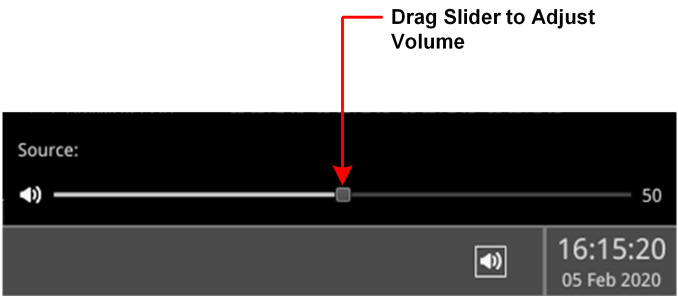 Drag Slider to Adjust
Volume
Source:
50
16:15:20
05 Feb 2020